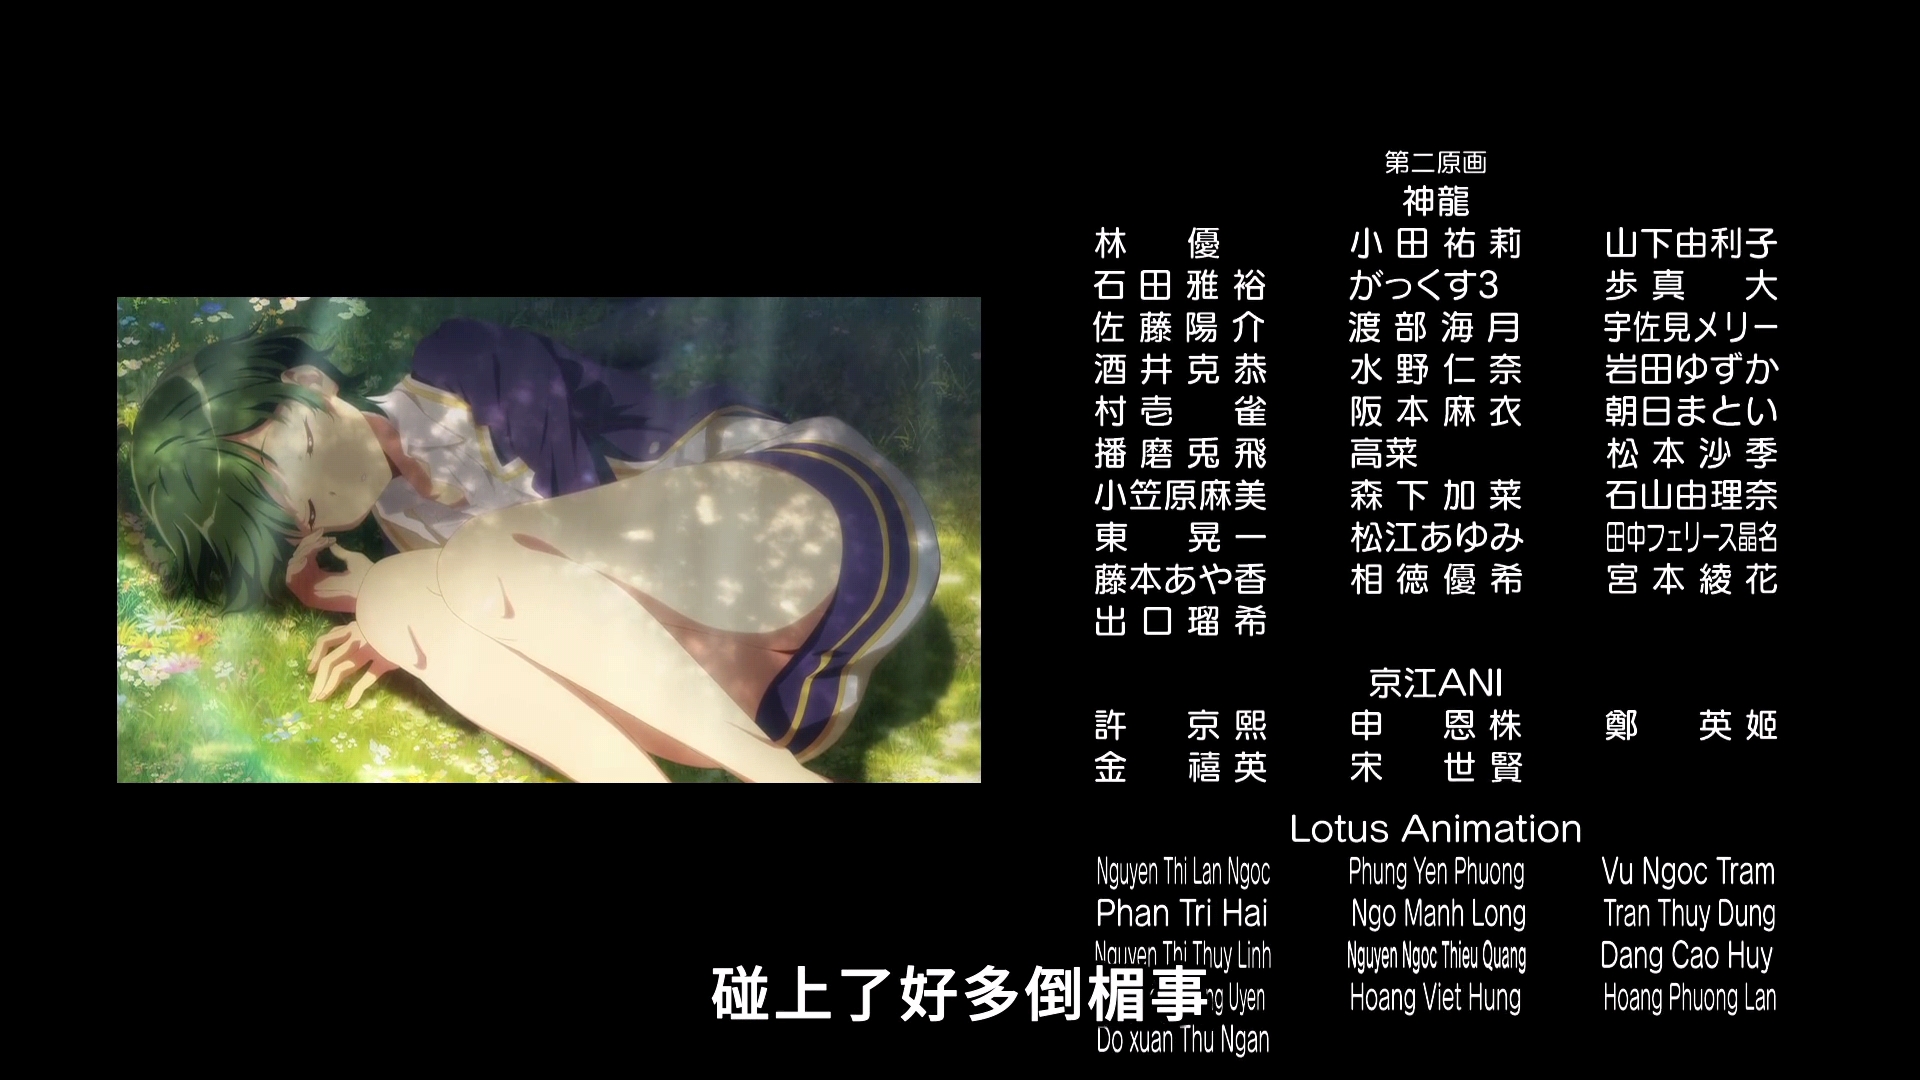 第二原画
神龍
林 優 小田祐莉 山下由利子
石田雅裕 がっくす3 歩真 大
佐藤陽介 渡部海月 宇佐見メリー
酒井克恭 水野仁奈 岩田ゆずか
村壱 雀 阪本麻衣 朝日まとい
播磨兎飛 高菜 松本沙季
小笠原麻美 森下加菜 石山由理奈
東 晃一 松江あゆみ 田中フェリース晶名
藤本あや香 相徳優希 宮本綾花
出口瑠希
京江ANI
許 京熙 申 恩株 鄭 英姫
金 禧英 宋 世賢
Lotus Animation
Nguyen Thi Lan Ngoc Phung Yen Phuong Vu Ngoc Tram
Phan Tri Hai Ngo Manh Long Tran Thuy Dung
Nguyen Thi Thuy Linh Nguyen Ngoc Thieu Quang Dang Cao Huy
Uyen Hoang Viet Hung Hoang Phuong Lan
碰上了好多倒楣事
Do xuan Thu Ngan